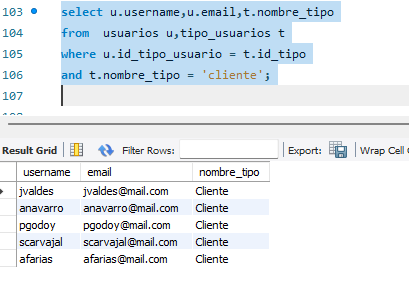 103 select u.username,u.email,t.nombre_tipo
104 from usuarios u,tipo_usuarios t
105 where u.id_tipo_usuario = t.id_tipo
106 and t.nombre_tipo = 'cliente';
107
Result Grid Filter Rows: Export: Wrap Cell C
username email nombre_tipo
jvaldes jvaldes@mail.com Cliente
anavarro anavarro@mail.com Cliente
pgodoy pgodoy@mail.com Cliente
scarvajal scarvajal@mail.com Cliente
afarias afarias@mail.com Cliente